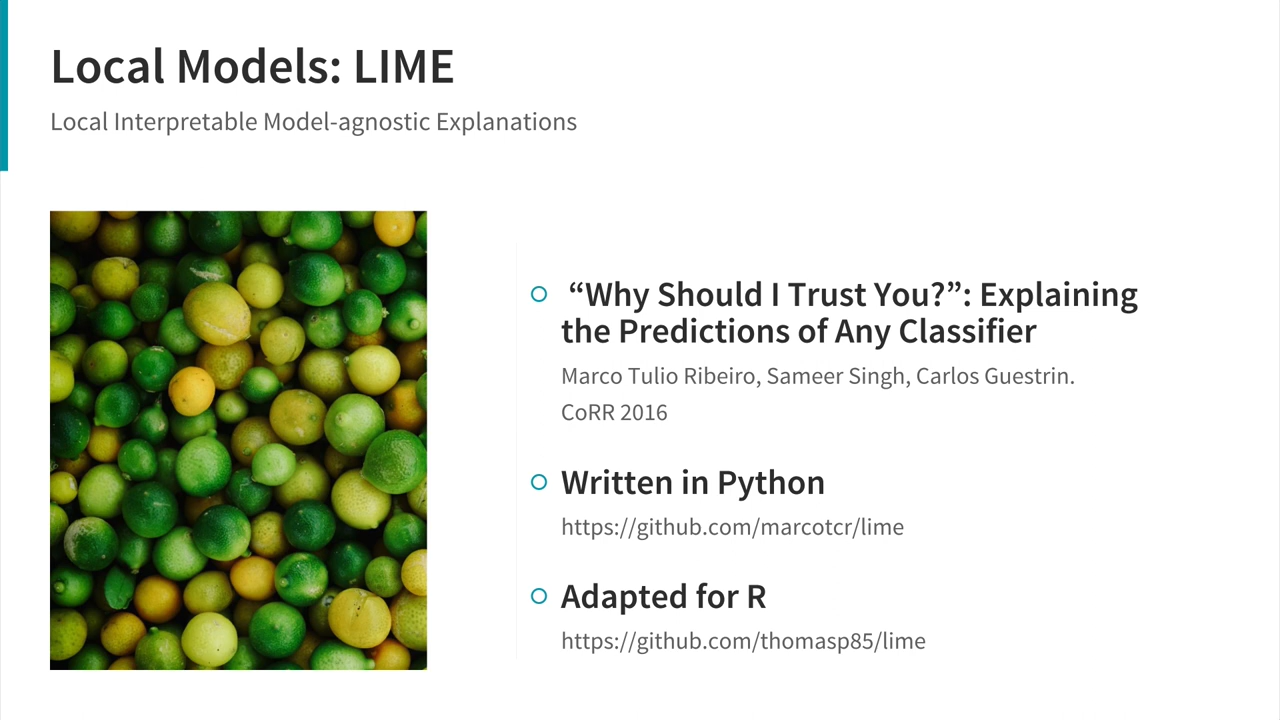 Local Models: LIME
Local Interpretable Model-agnostic Explanations
“Why Should I Trust You?”: Explaining
the Predictions of Any Classifier
Marco Tulio Ribeiro, Sameer Singh, Carlos Guestrin.
CoRR 2016
Written in Python
https://github.com/marcotcr/lime
Adapted for R
https://github.com/thomasp85/lime